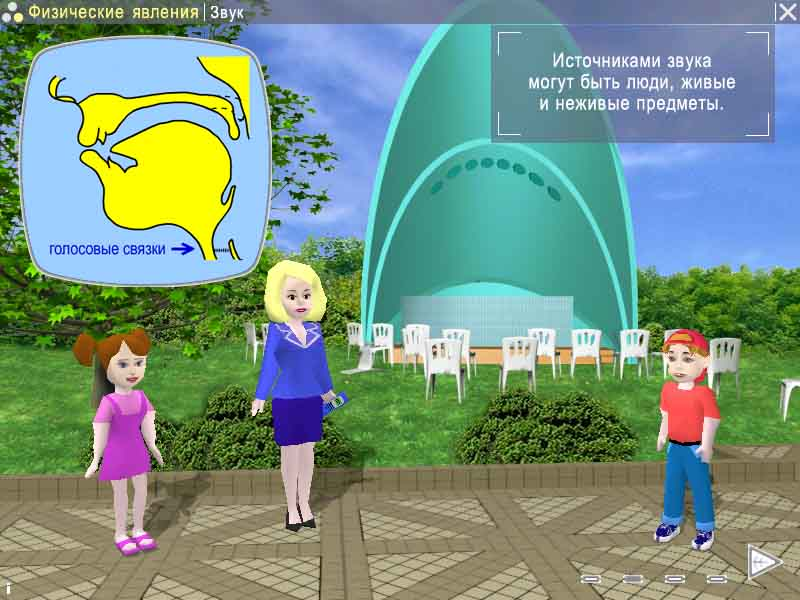 Физические явления | Звук
Источниками звука
могут быть люди, живые
и неживые предметы.
голосовые связки
i